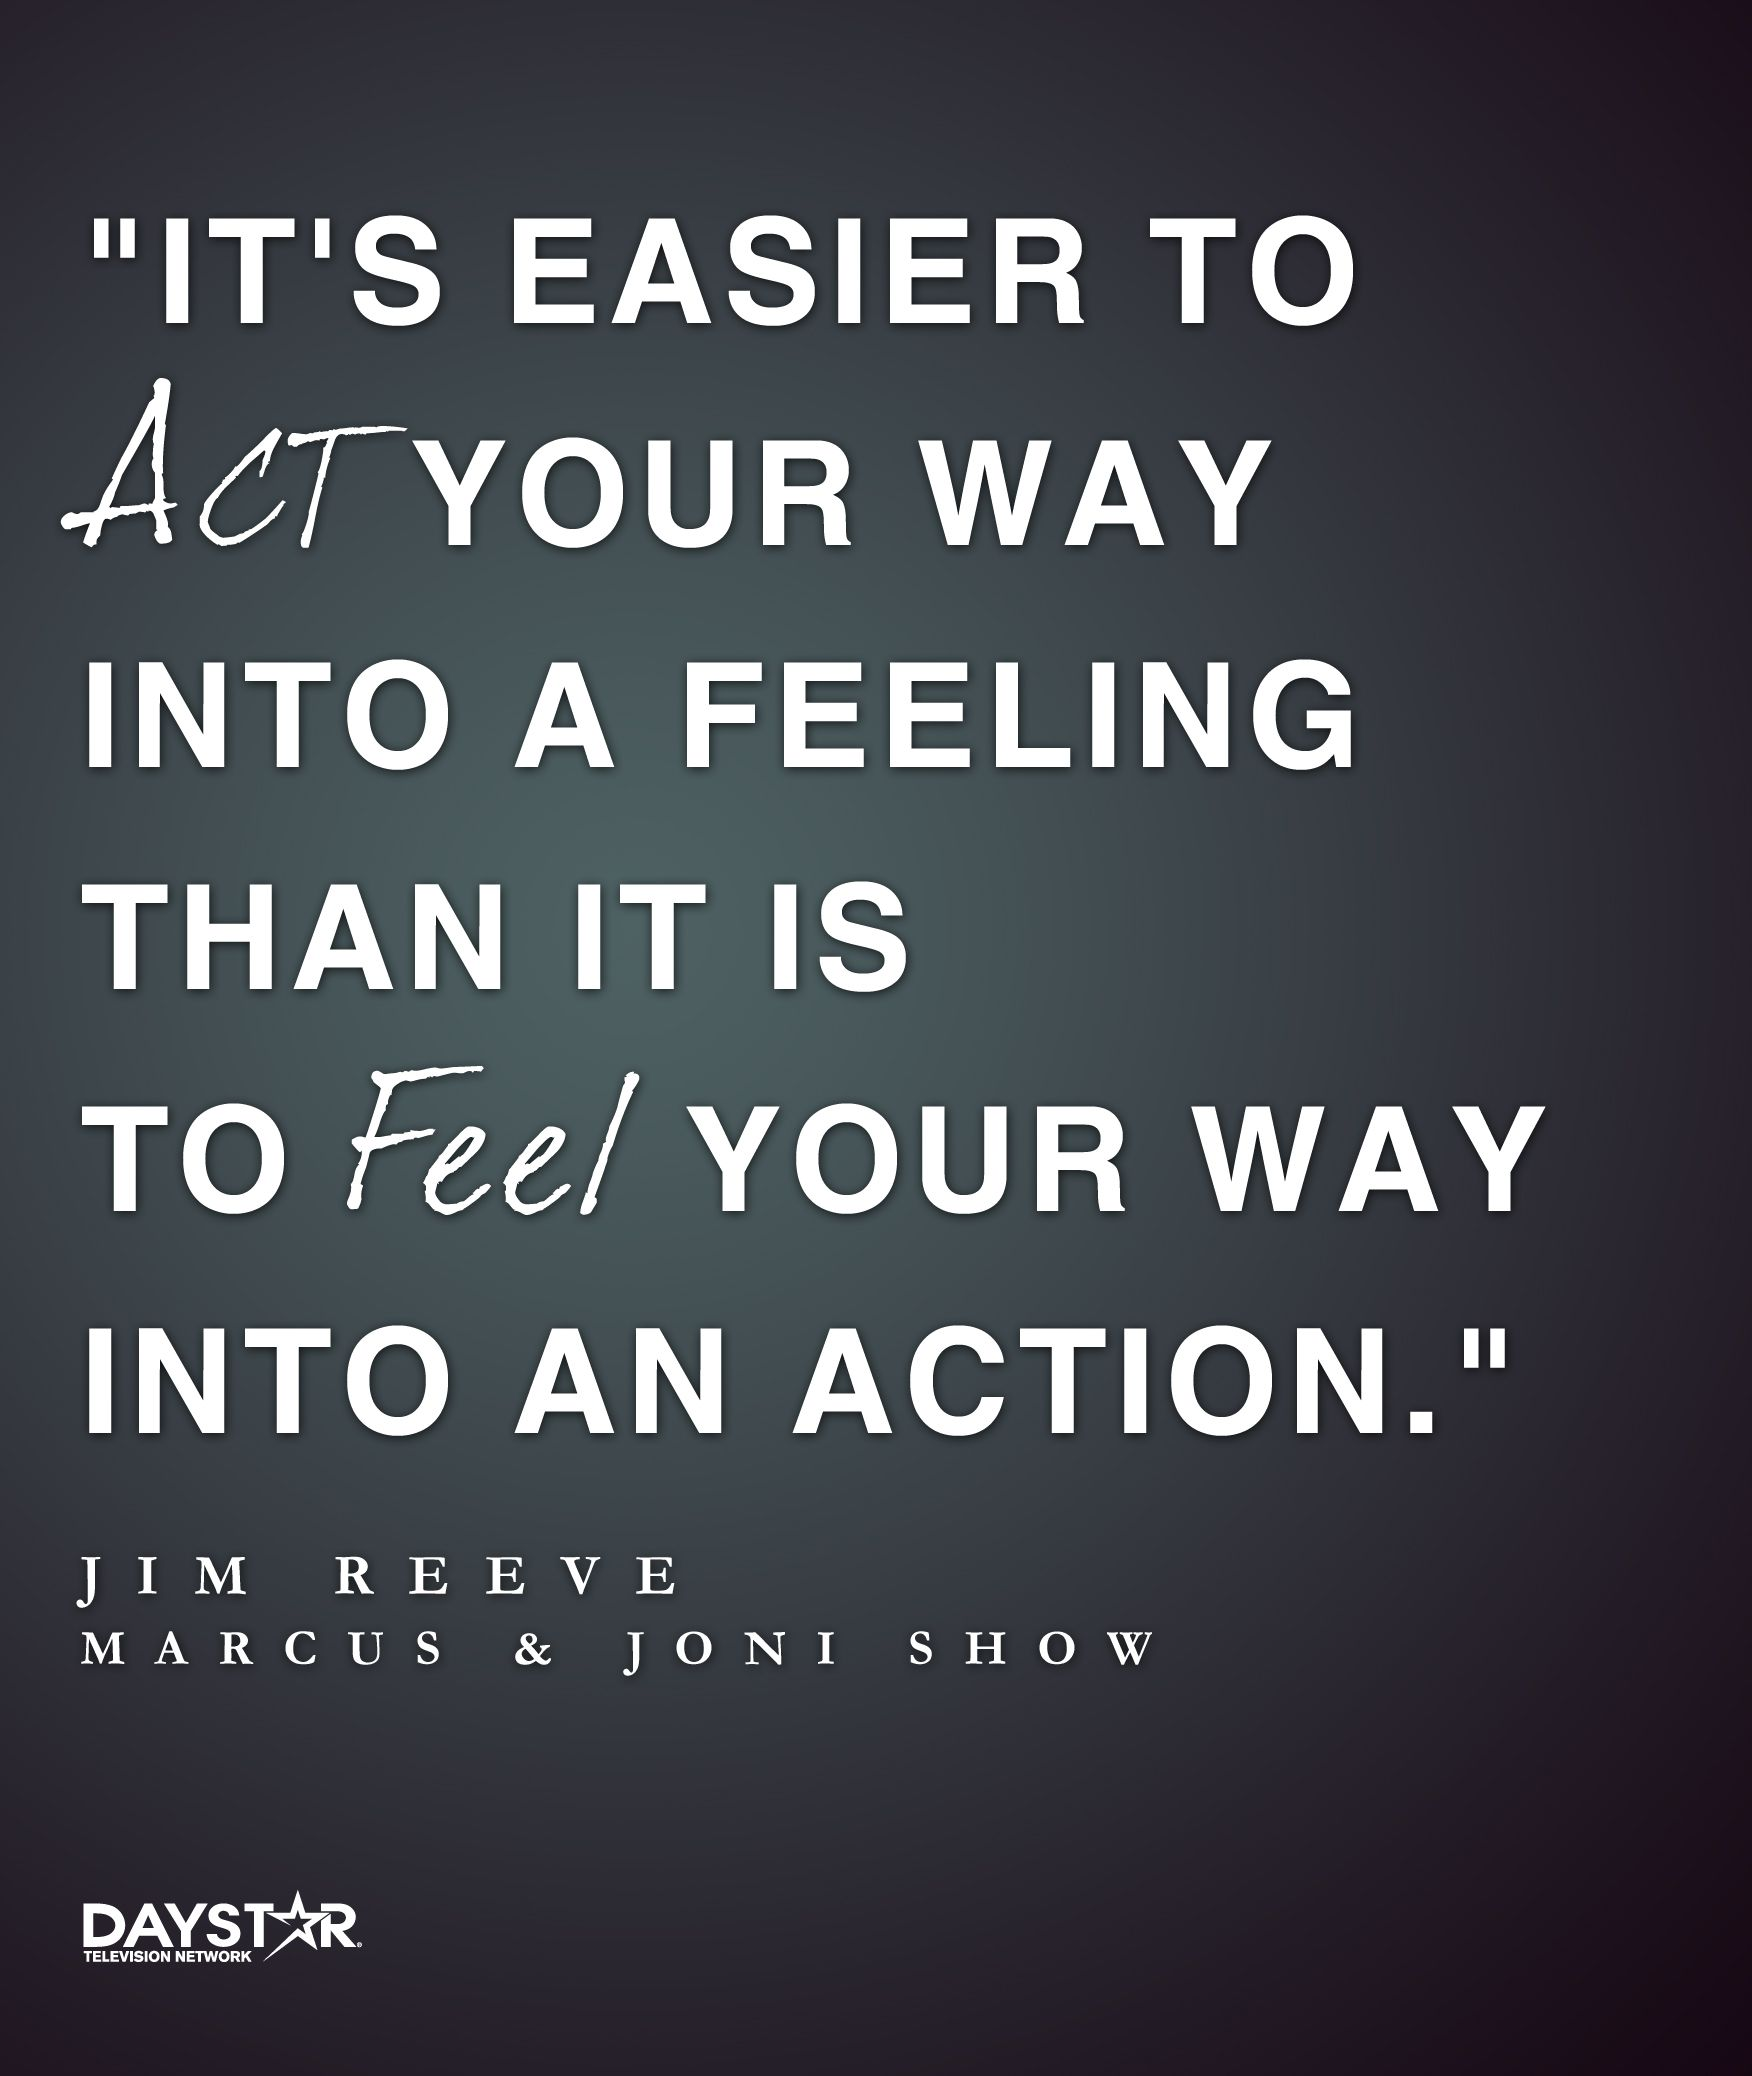 "IT'S EASIER TO
ACT YOUR WAY
INTO A FEELING
THAN IT IS
TO Feel YOUR WAY
INTO AN ACTION."
JIM REEVE
MARCUS & JONI SHOW
DAYSTAR®
TELEVISION NETWORK